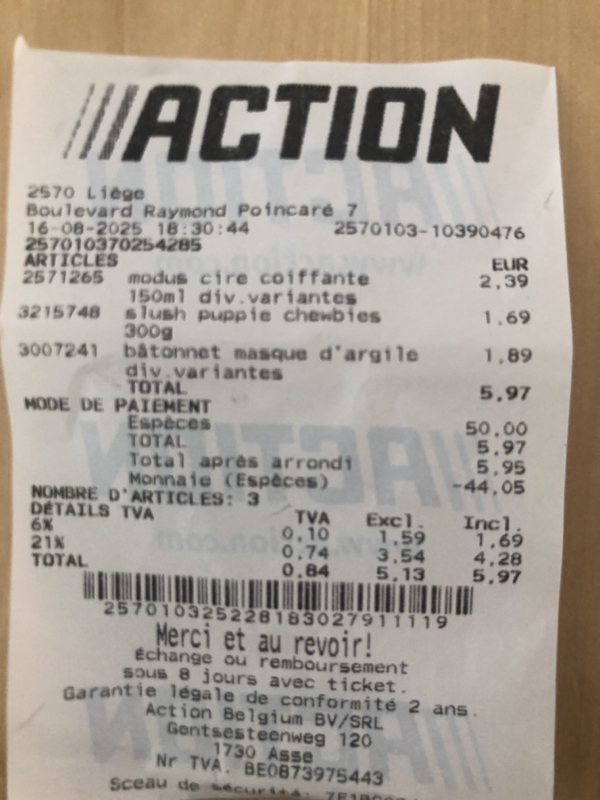 ACTION
2570 Liége
Boulevard Raymond Poincaré 7
16-08-2025 18:30:44 2570103-10390476
257010370254285
ARTICLES EUR
2571265 modus cire coiffante 2,39
150ml div.variantes
3215748 slush puppie chewbies 1,69
300g
3007241 bâtonnet masque d'argile 1,89
div.variantes
TOTAL 5,97
MODE DE PAIEMENT
Espèces 50,00
TOTAL 5,97
Total après arrondi 5,95
Monnaie (Espèces) -44,05
NOMBRE D'ARTICLES: 3
DÉTAILS TVA TVA Excl. Incl.
6% 0,10 1,59 1,69
21% 0,74 3,54 4,28
TOTAL 0,84 5,13 5,97
257010325228183027911119
Merci et au revoir!
Échange ou remboursement
sous 8 jours avec ticket.
Garantie légale de conformité 2 ans.
Action Belgium BV/SRL
Gentsesteenweg 120
1730 Asse
Nr TVA. BE0873975443
Sceau de sécurité: